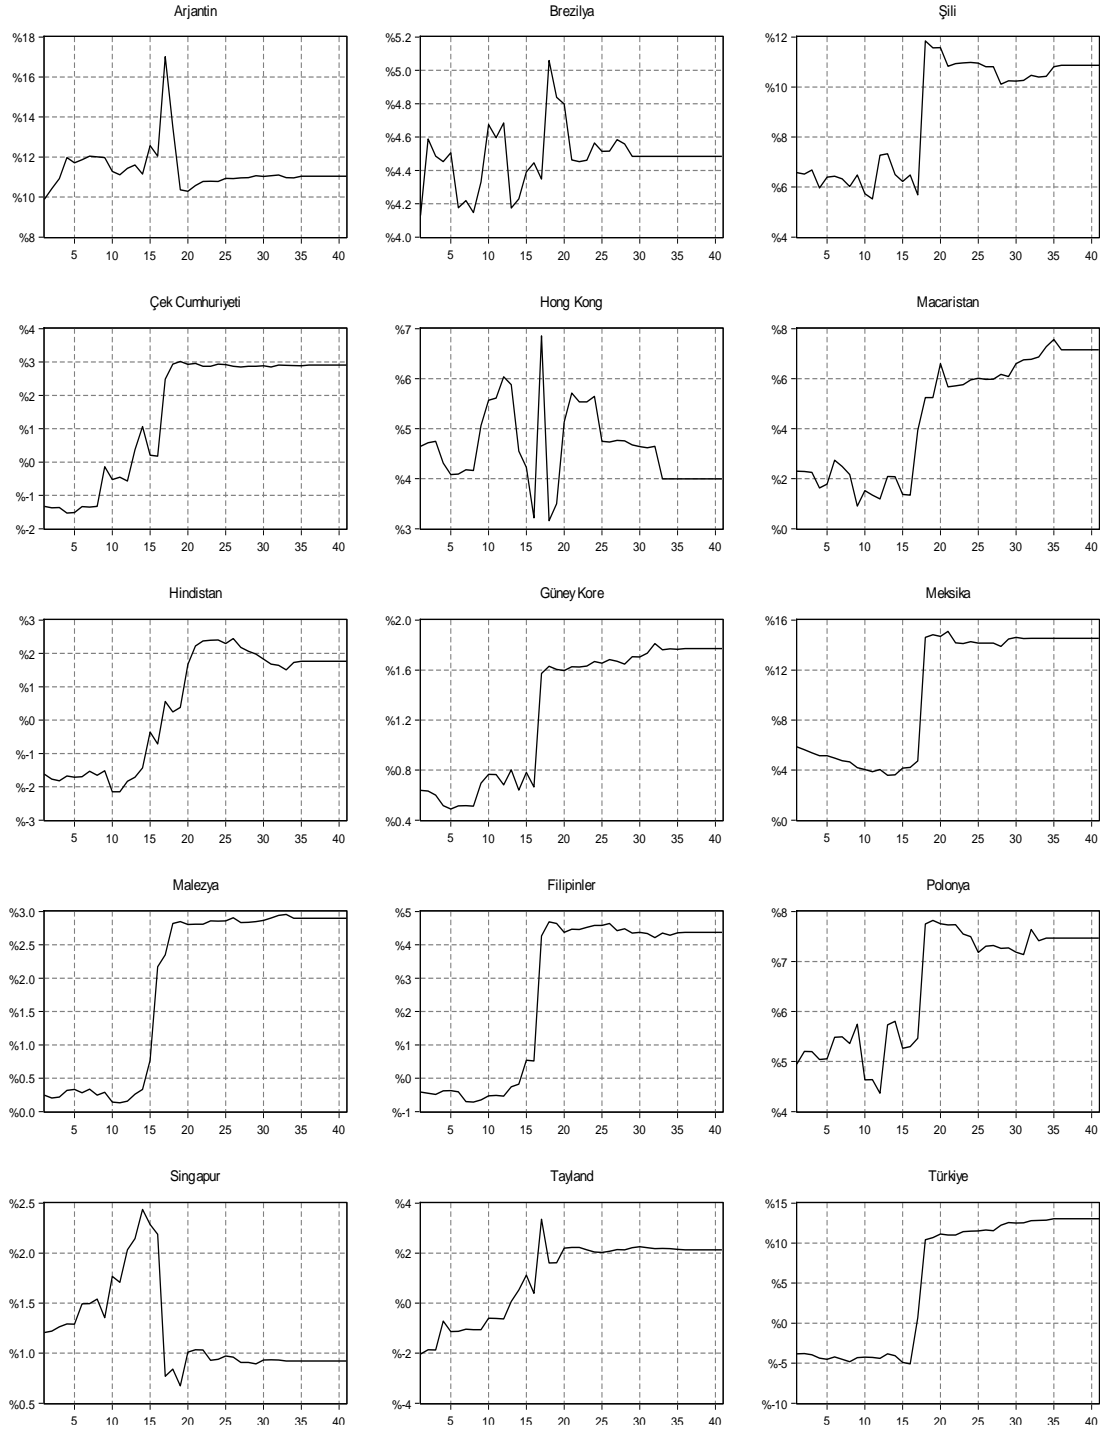 Arjantin
%18
%16
%14
%12
%10
%8
5 10 15 20 25 30 35 40
Brezilya
%5.2
%5.0
%4.8
%4.6
%4.4
%4.2
%4.0
5 10 15 20 25 30 35 40
Şili
%12
%10
%8
%6
%4
5 10 15 20 25 30 35 40
Çek Cumhuriyeti
%4
%3
%2
%1
%0
%-1
%-2
5 10 15 20 25 30 35 40
Hong Kong
%7
%6
%5
%4
%3
5 10 15 20 25 30 35 40
Macaristan
%8
%6
%4
%2
%0
5 10 15 20 25 30 35 40
Hindistan
%3
%2
%1
%0
%-1
%-2
%-3
5 10 15 20 25 30 35 40
Güney Kore
%2.0
%1.6
%1.2
%0.8
%0.4
5 10 15 20 25 30 35 40
Meksika
%16
%12
%8
%4
%0
5 10 15 20 25 30 35 40
Malezya
%3.0
%2.5
%2.0
%1.5
%1.0
%0.5
%0.0
5 10 15 20 25 30 35 40
Filipinler
%5
%4
%3
%2
%1
%0
%-1
5 10 15 20 25 30 35 40
Polonya
%8
%7
%6
%5
%4
5 10 15 20 25 30 35 40
Singapur
%2.5
%2.0
%1.5
%1.0
%0.5
5 10 15 20 25 30 35 40
Tayland
%4
%2
%0
%-2
%-4
5 10 15 20 25 30 35 40
Türkiye
%15
%10
%5
%0
%-5
%-10
5 10 15 20 25 30 35 40